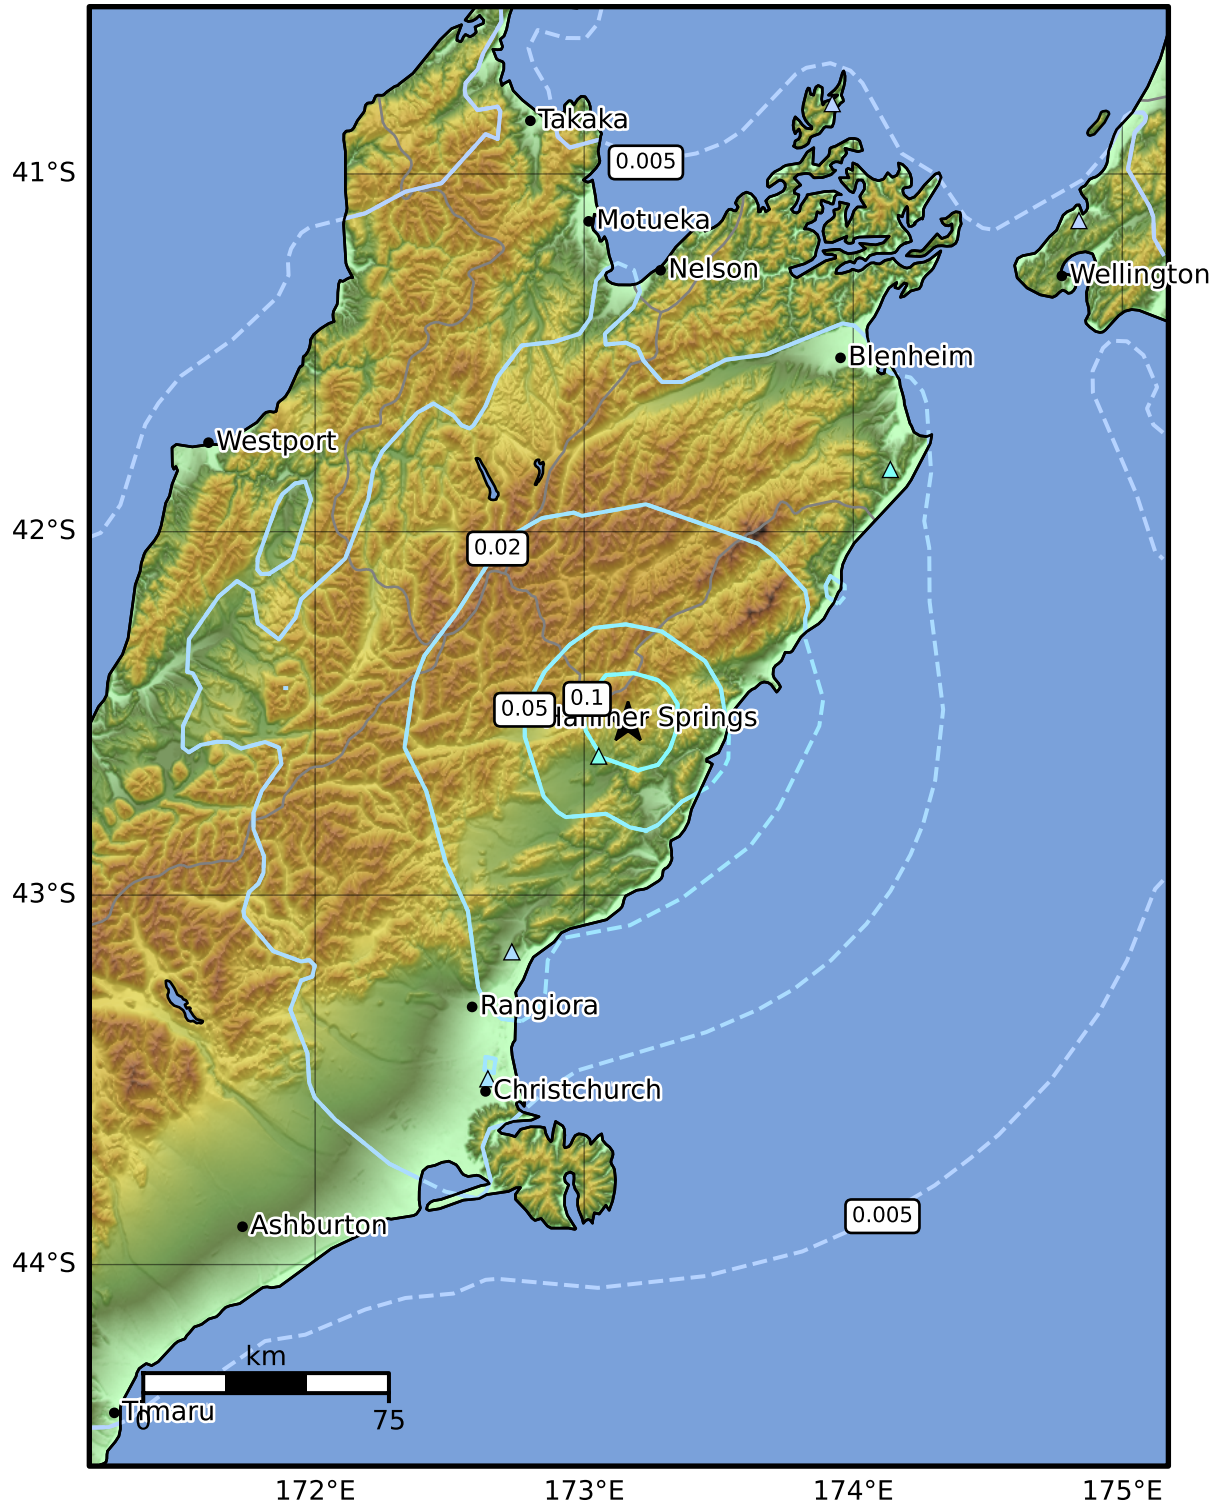 Takaka
0.005
41°S
Motueka
Nelson
Wellington
Blenheim
Westport
42°S
0.02
0.1
0.05
Hanmer Springs
43°S
Rangiora
Christchurch
0.005
Ashburton
44°S
km
Timaru
0
75
172°E
173°E
174°E
175°E